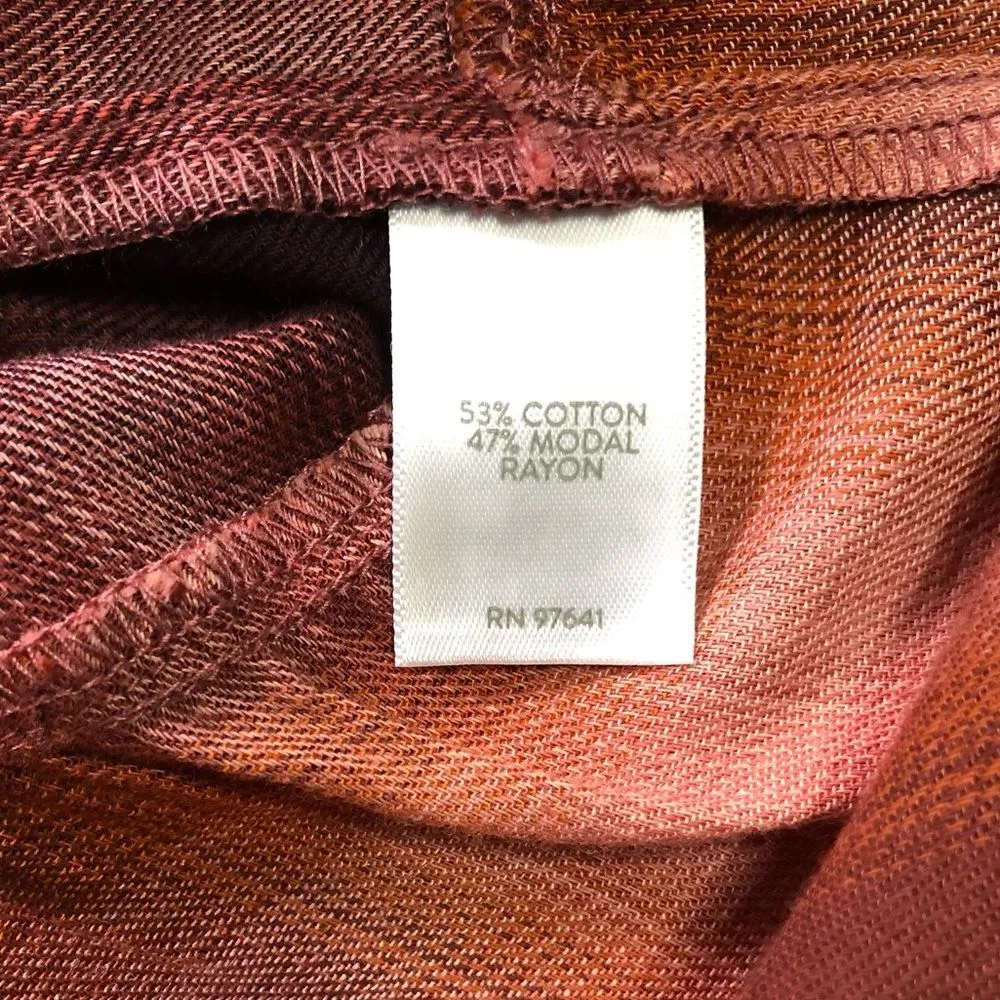 53% COTTON
47% MODAL
RAYON
RN 97641